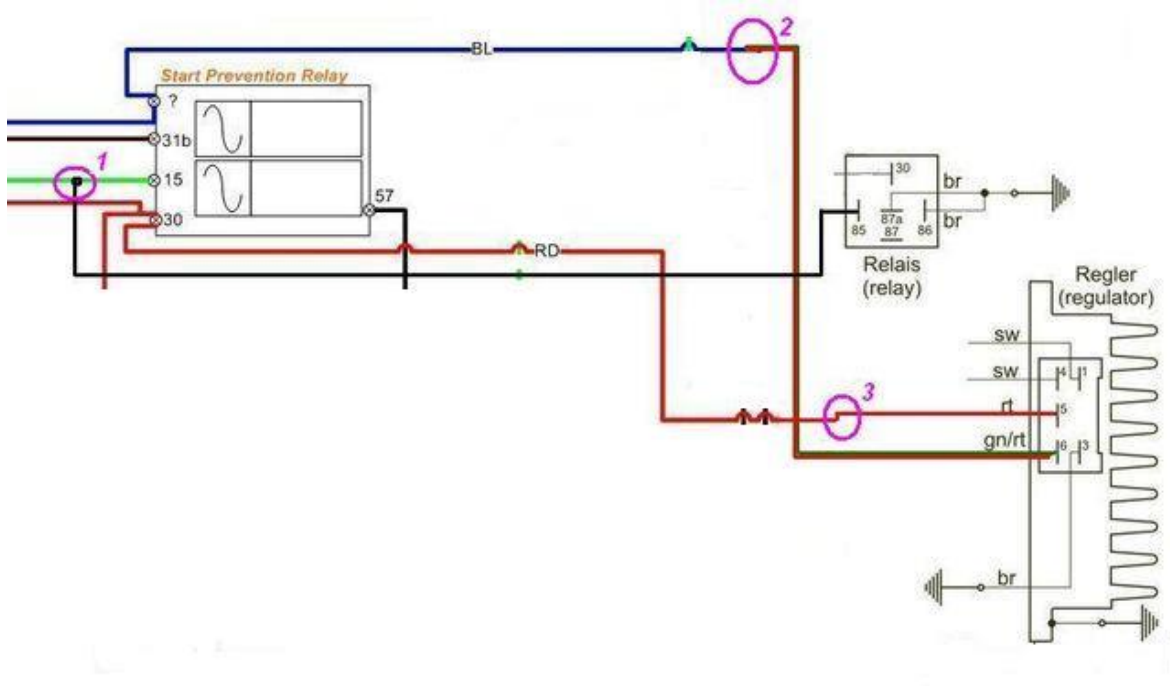 2
BL
Start Prevention Relay
?
31b
1
15
57
30
RD
30
br
br
85
87a
87
86
Relais
(relay)
Regler
(regulator)
sw
4
1
sw
3
rt
5
gn/rt
6
3
br